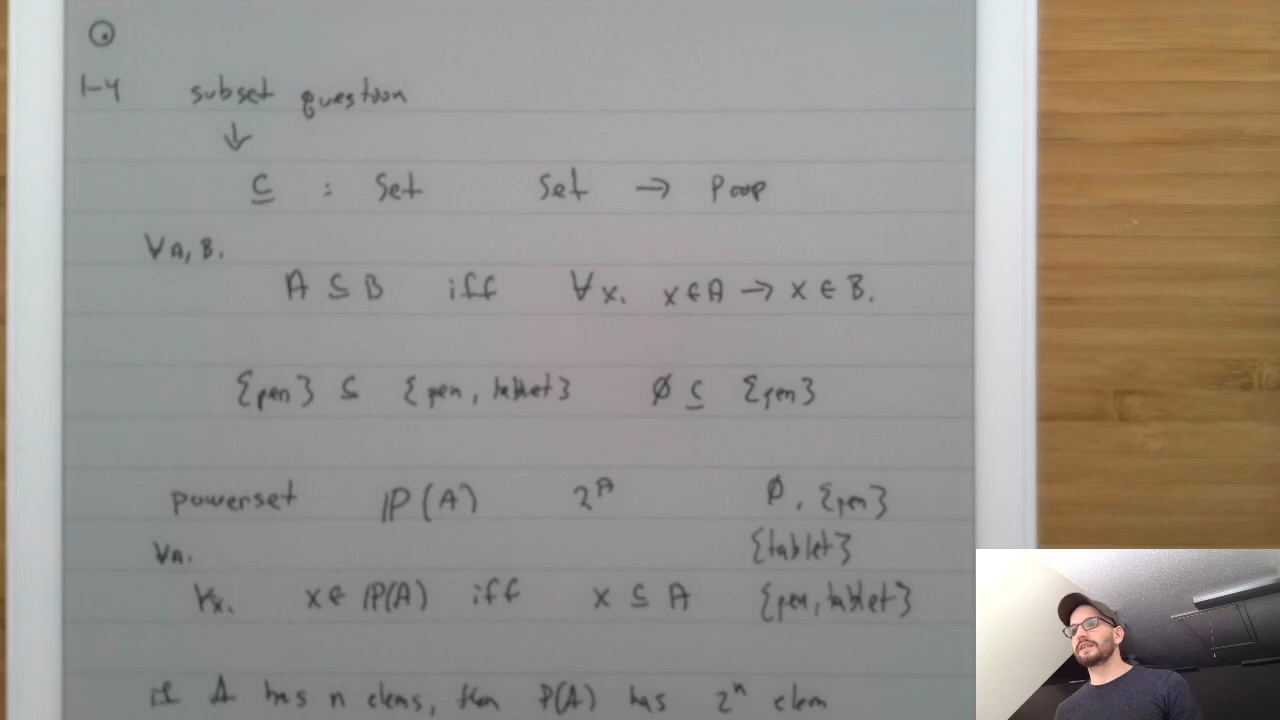 1-4 subset question
↓
⊆ : Set Set → Prop
∀A, B.
A ⊆ B iff ∀x. x ∈ A → x ∈ B.
{pen} ⊆ {pen, tablet} ∅ ⊆ {pen}
powerset ℙ(A) 2^A ∅, {pen}
{tablet}
∀A.
∀x. x ∈ ℙ(A) iff x ⊆ A {pen, tablet}
if A has n elems, then P(A) has 2^n elem